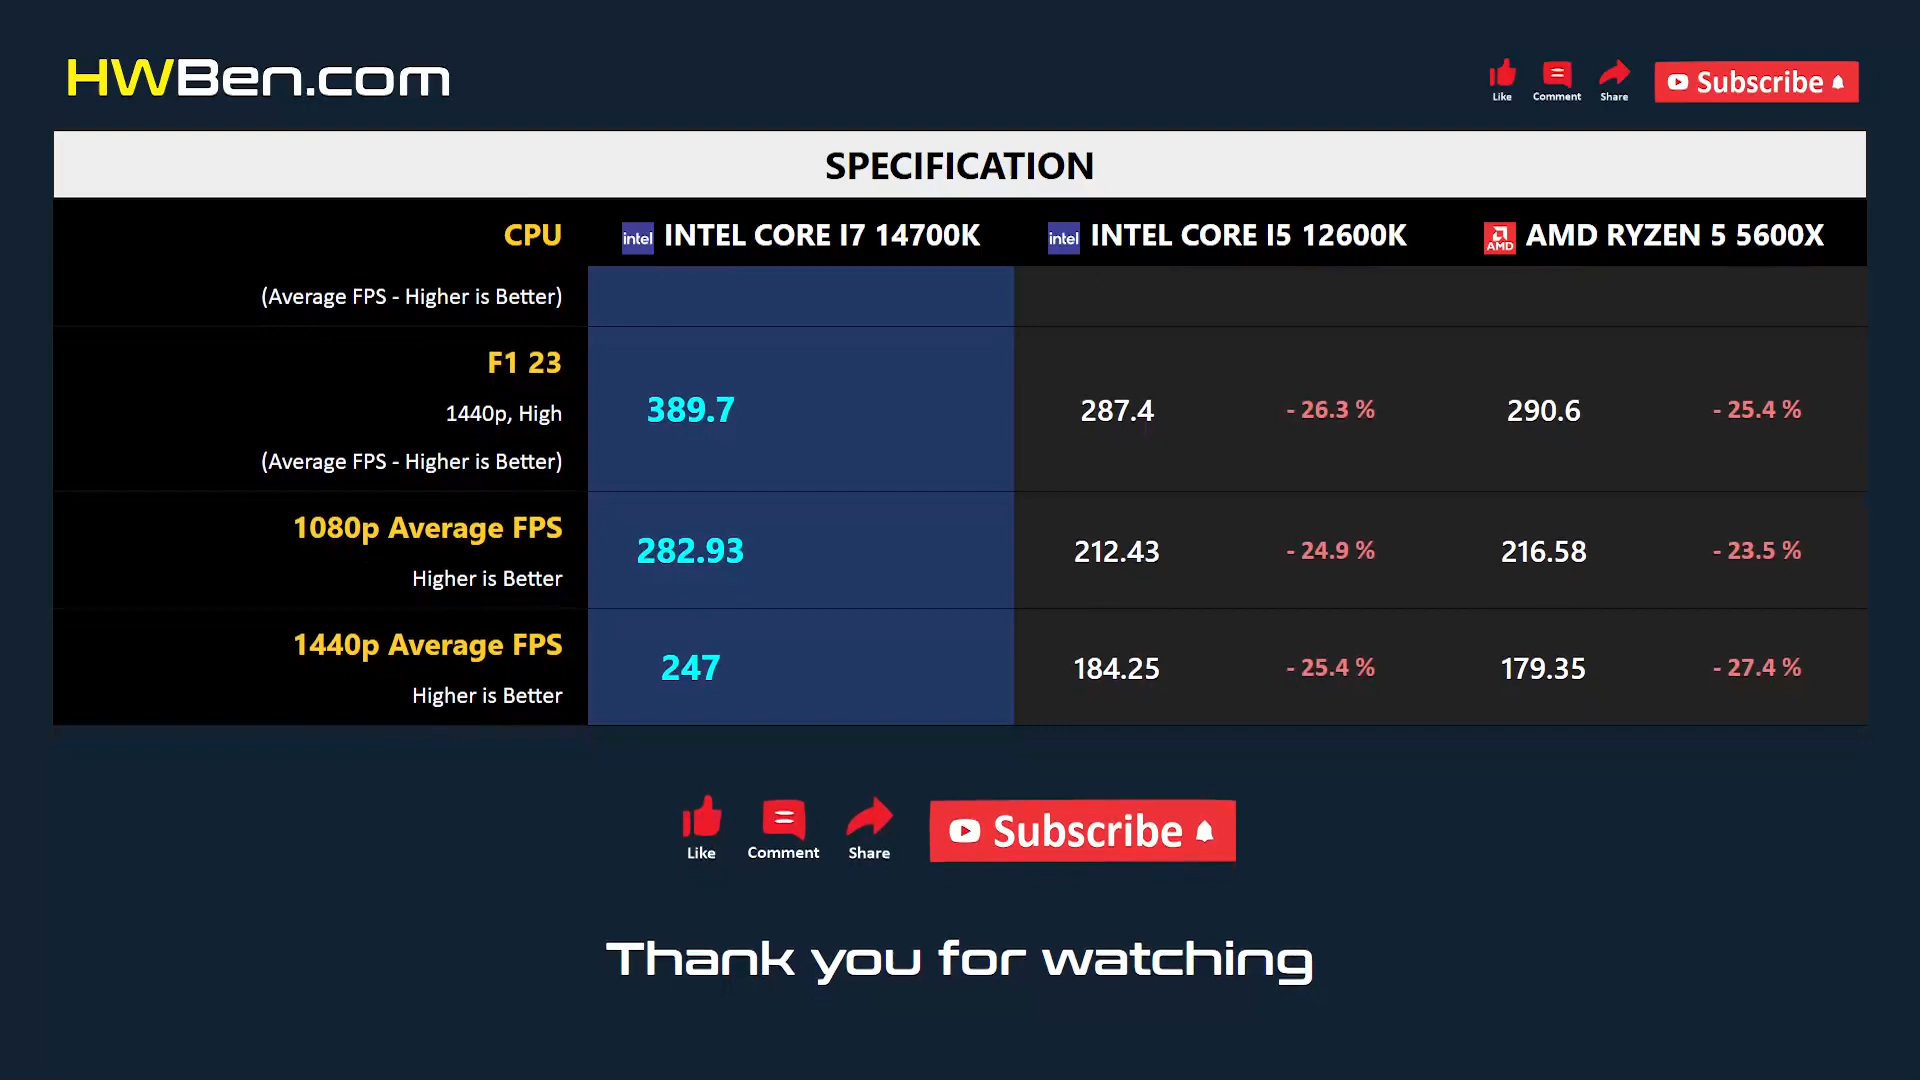 HWBen.com
Like Comment Share Subscribe
SPECIFICATION
CPU intel INTEL CORE I7 14700K intel INTEL CORE I5 12600K AMD AMD RYZEN 5 5600X
(Average FPS - Higher is Better)
F1 23
1440p, High 389.7 287.4 - 26.3 % 290.6 - 25.4 %
(Average FPS - Higher is Better)
1080p Average FPS 282.93 212.43 - 24.9 % 216.58 - 23.5 %
Higher is Better
1440p Average FPS 247 184.25 - 25.4 % 179.35 - 27.4 %
Higher is Better
Like Comment Share Subscribe
Thank you for watching